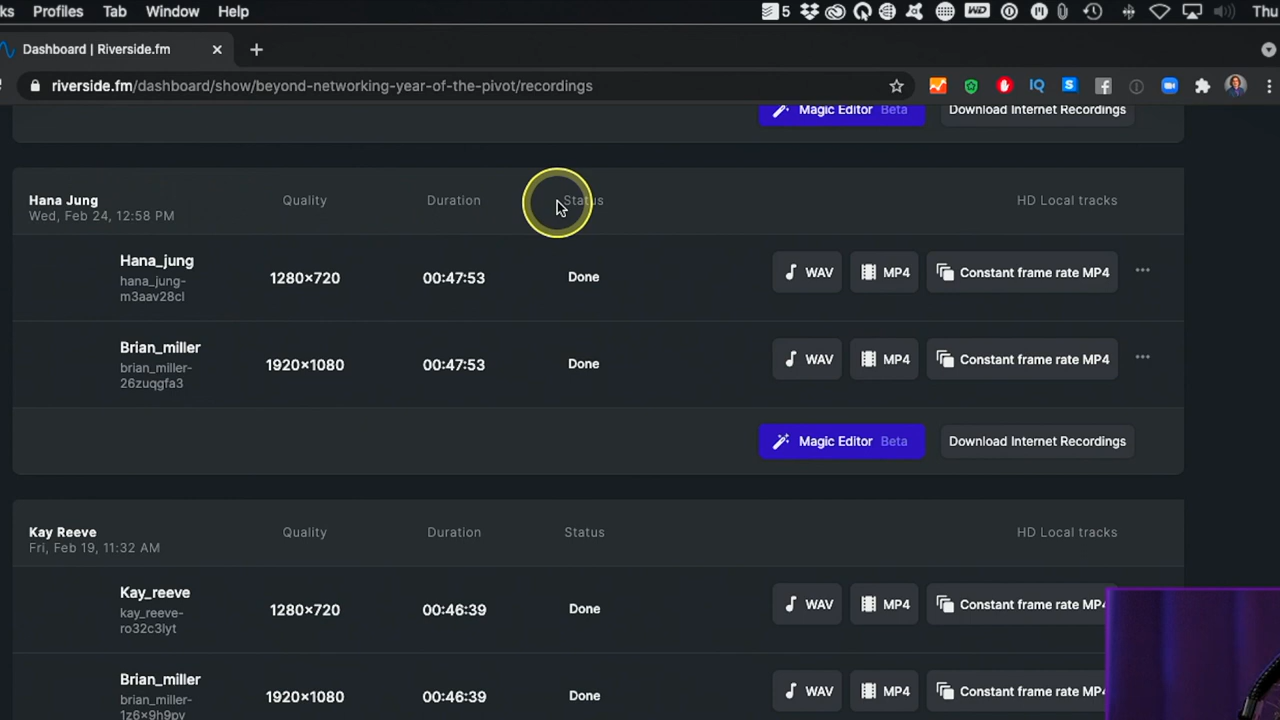 ks Profiles Tab Window Help 5 WD Thu
Dashboard | Riverside.fm
riverside.fm/dashboard/show/beyond-networking-year-of-the-pivot/recordings IQ S f
Magic Editor Beta Download Internet Recordings
Hana Jung Quality Duration Status HD Local tracks
Wed, Feb 24, 12:58 PM
Hana_jung
hana_jung-
m3aav28cl
1280×720 00:47:53 Done WAV MP4 Constant frame rate MP4
Brian_miller
brian_miller-
26zuqgfa3
1920×1080 00:47:53 Done WAV MP4 Constant frame rate MP4
Magic Editor Beta Download Internet Recordings
Kay Reeve Quality Duration Status HD Local tracks
Fri, Feb 19, 11:32 AM
Kay_reeve
kay_reeve-
ro32c3lyt
1280×720 00:46:39 Done WAV MP4 Constant frame rate MP4
Brian_miller
brian_miller-
1z6x9h9pv
1920×1080 00:46:39 Done WAV MP4 Constant frame rate MP4